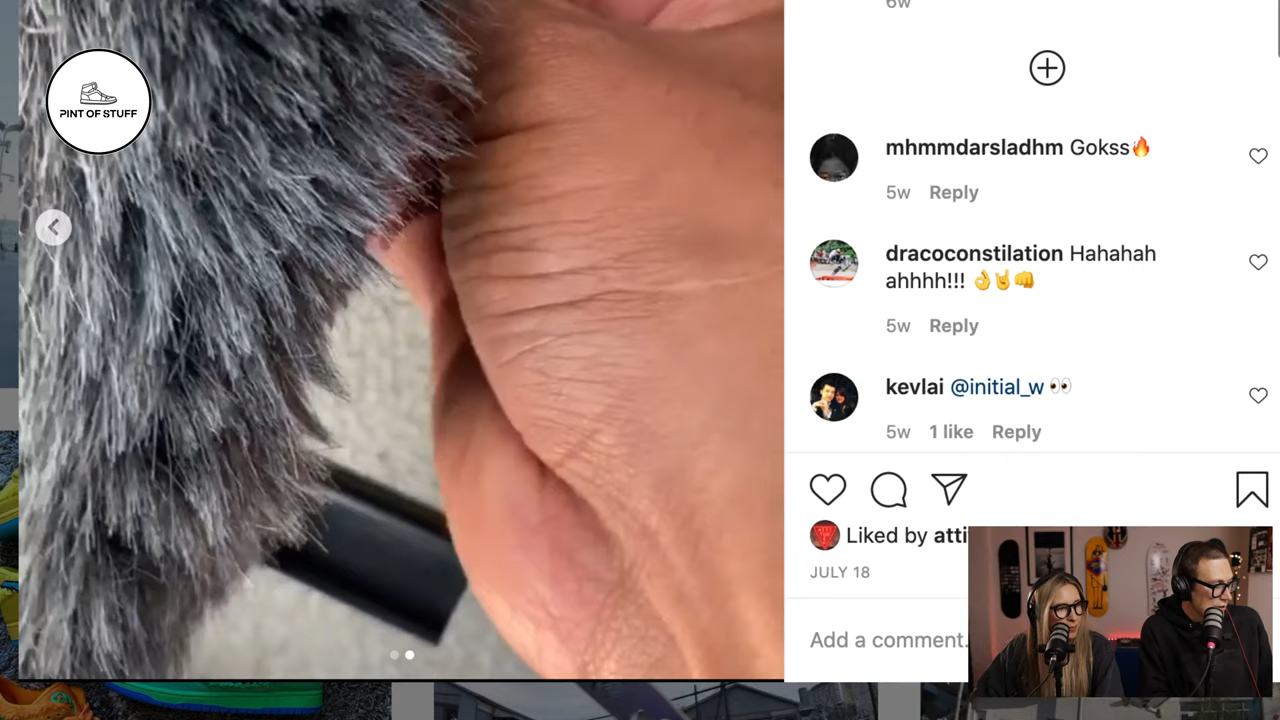 6w
PINT OF STUFF
mhmmdarsladhm Gokss🔥
5w Reply
dracoconstilation Hahahah
ahhhh!!! 👌🤘👊
5w Reply
kevlai @initial_w 👀
5w 1 like Reply
Liked by atti
JULY 18
Add a comment.